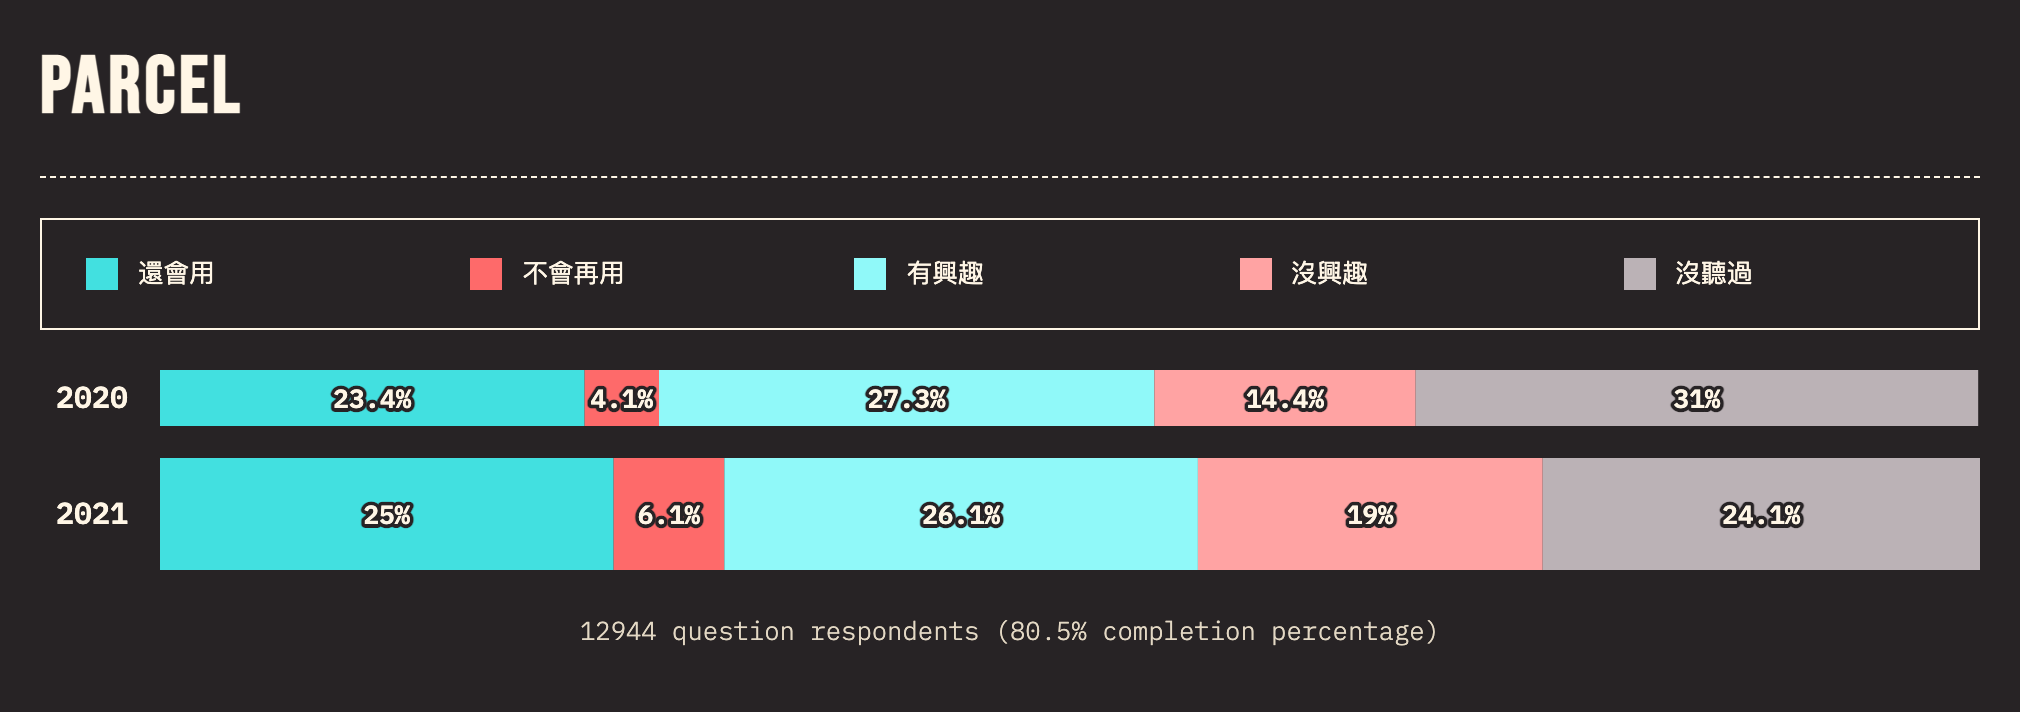 PARCEL
還會用 不會再用 有興趣 沒興趣 沒聽過
2020 23.4% 4.1% 27.3% 14.4% 31%
2021 25% 6.1% 26.1% 19% 24.1%
12944 question respondents (80.5% completion percentage)